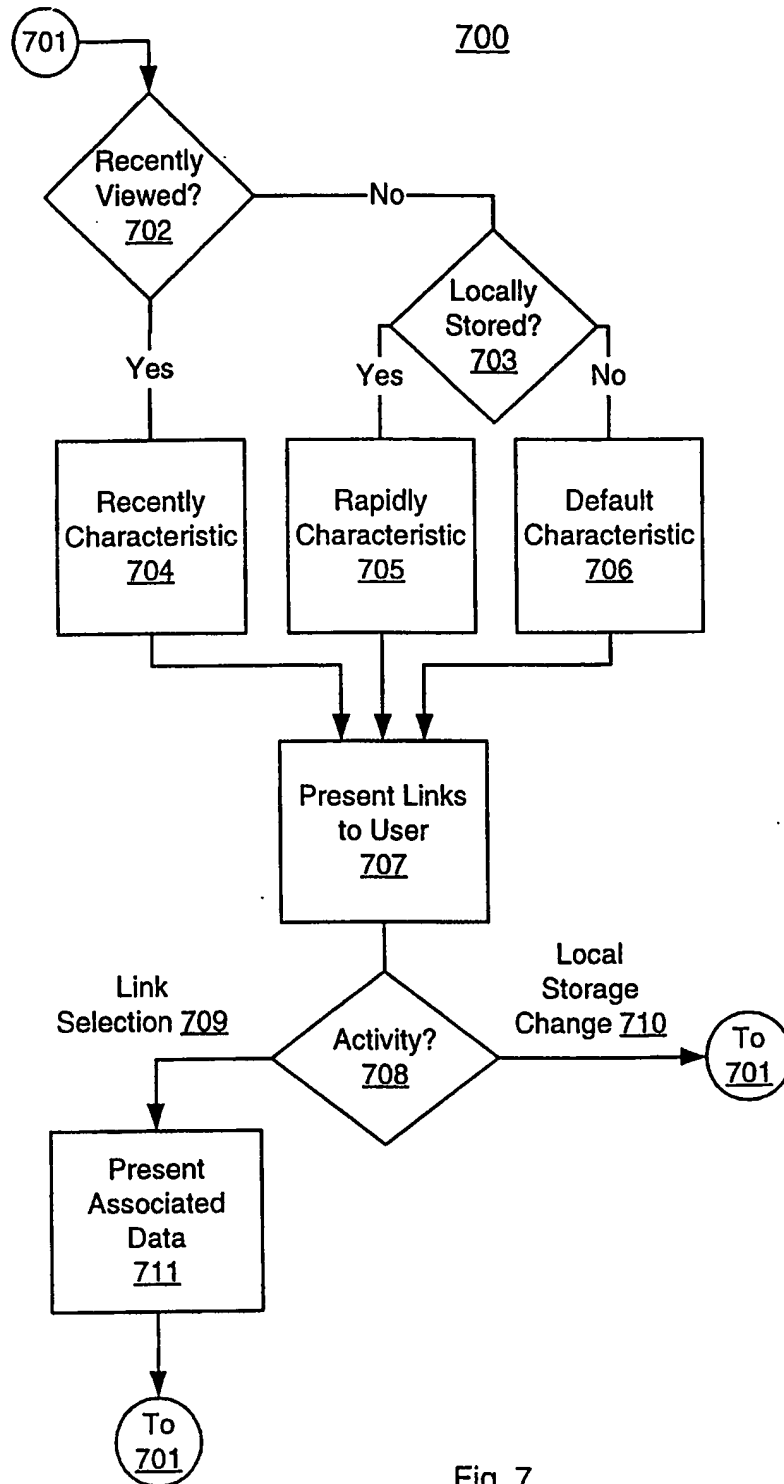 701
700
Recently
Viewed?
702
No
Locally
Stored?
703
Yes
Yes
No
Recently
Characteristic
704
Rapidly
Characteristic
705
Default
Characteristic
706
Present Links
to User
707
Link
Selection 709
Local
Storage
Change 710
Activity?
708
To
701
Present
Associated
Data
711
To
701
Fig. 7